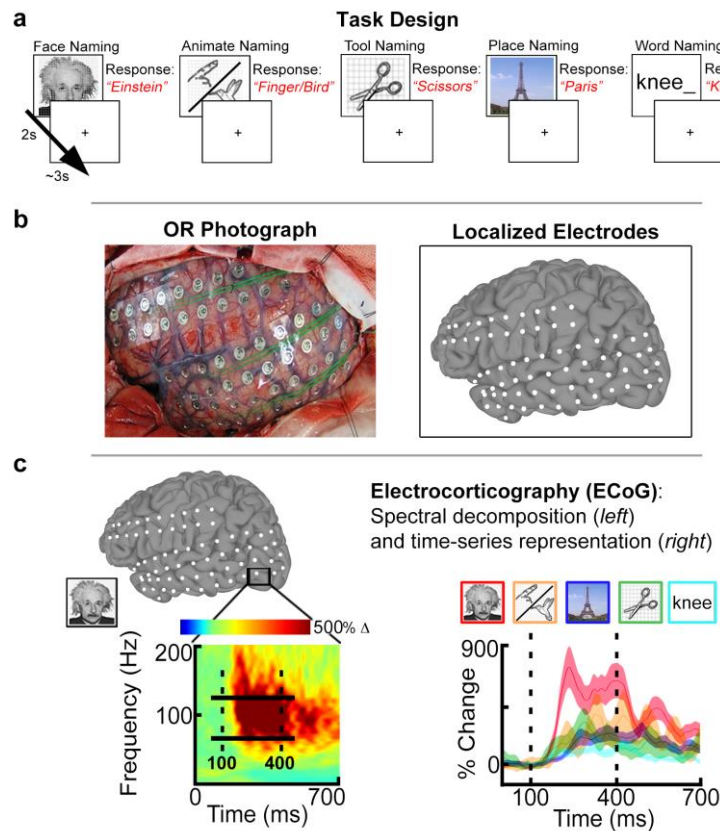 a
Task Design
Face Naming
Animate Naming
Tool Naming
Place Naming
Word Naming
Response:
"Einstein"
Response:
"Finger/Bird"
Response:
"Scissors"
Response:
"Paris"
knee_
Re
"K
+
+
+
+
+
2s
~3s
b
OR Photograph
Localized Electrodes
c
Electrocorticography (ECoG):
Spectral decomposition (left)
and time-series representation (right)
500% Δ
Frequency (Hz)
200
100
0
100
400
0
700
Time (ms)
knee
% Change
900
0
100
400
700
Time (ms)